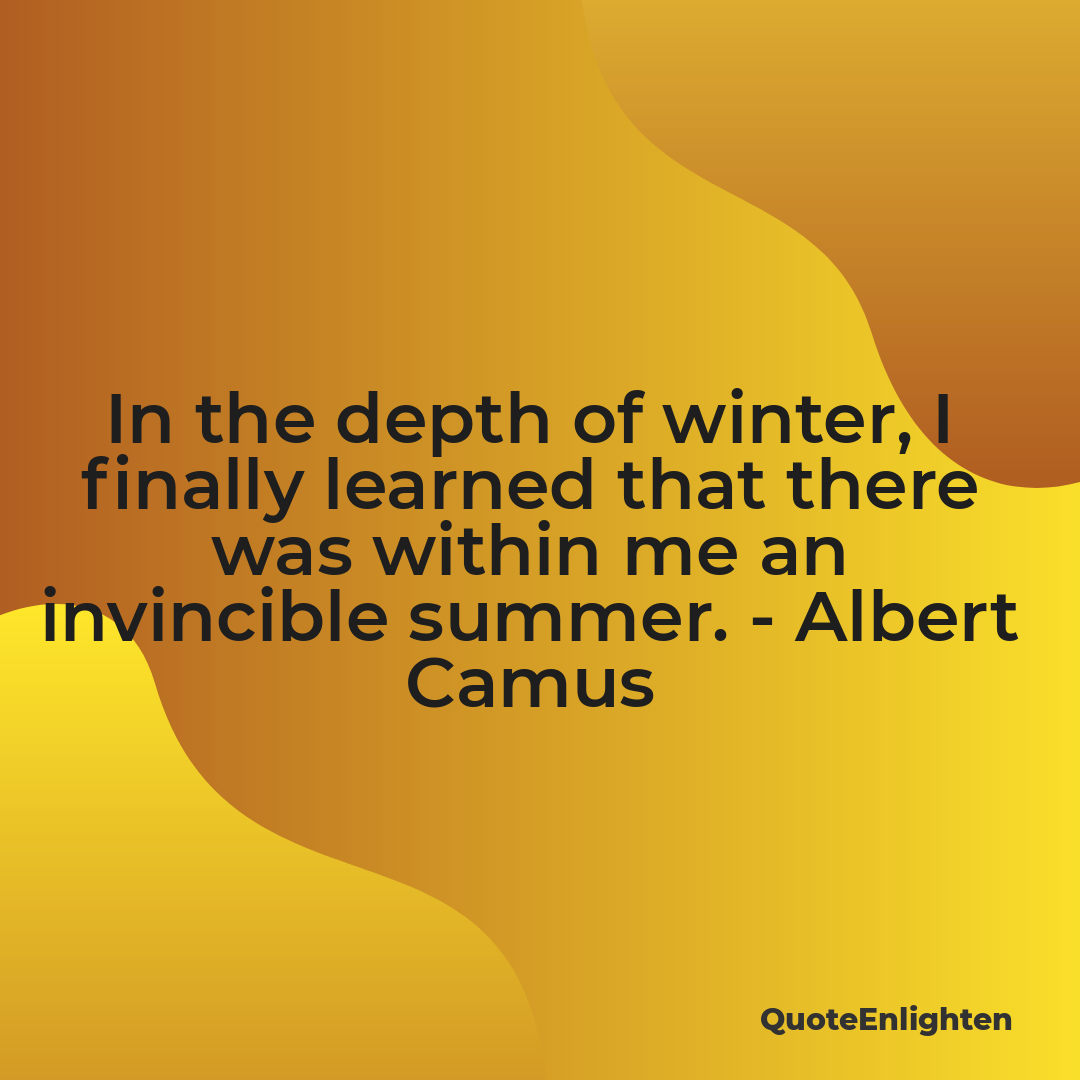 In the depth of winter, I
finally learned that there
was within me an
invincible summer. - Albert
Camus
QuoteEnlighten